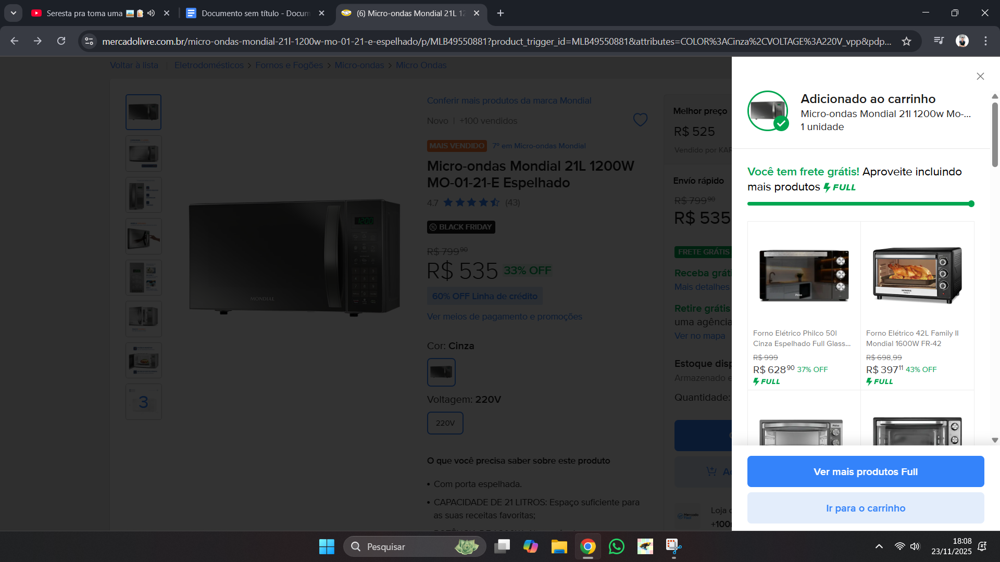 Seresta pra toma uma
Documento sem título - Docum
(6) Micro-ondas Mondial 21L 12
mercadolivre.com.br/micro-ondas-mondial-21l-1200w-mo-01-21-e-espelhado/p/MLB49550881?product_trigger_id=MLB49550881&attributes=COLOR%3ACinza%2CVOLTAGE%3A220V_vpp&pdp...
Voltar à lista | Eletrodomésticos > Fornos e Fogões > Micro-ondas > Micro Ondas
Conferir mais produtos da marca Mondial
Novo | +100 vendidos
MAIS VENDIDO 7º em Micro-ondas Mondial
Micro-ondas Mondial 21L 1200W
MO-01-21-E Espelhado
4.7 (43)
BLACK FRIDAY
R$ 799⁹⁰
R$ 535 33% OFF
60% OFF Linha de crédito
Ver meios de pagamento e promoções
Cor: Cinza
Voltagem: 220V
220V
O que você precisa saber sobre este produto
• Com porta espelhada.
• CAPACIDADE DE 21 LITROS: Espaço suficiente para
as suas receitas favoritas;
1200
MONDIAL
3
Melhor preço
R$ 525
Vendido por KAR
Envío rápido
R$ 799⁹⁰
R$ 535
FRETE GRÁTIS
Receba gráti
Mais detalhes
Retire grátis
uma agência
Ver no mapa
Estoque disp
Armazenado e
Quantidade:
Loja
+100
Adicionado ao carrinho
Micro-ondas Mondial 21l 1200w Mo-...
1 unidade
Você tem frete grátis! Aproveite incluindo
mais produtos FULL
Forno Elétrico Philco 50l
Cinza Espelhado Full Glass...
R$ 999
R$ 628⁹⁰ 37% OFF
FULL
MONDIAL
Forno Elétrico 42L Family II
Mondial 1600W FR-42
R$ 698,99
R$ 397¹¹ 43% OFF
FULL
Ver mais produtos Full
Ir para o carrinho
Pesquisar
18:08
23/11/2025